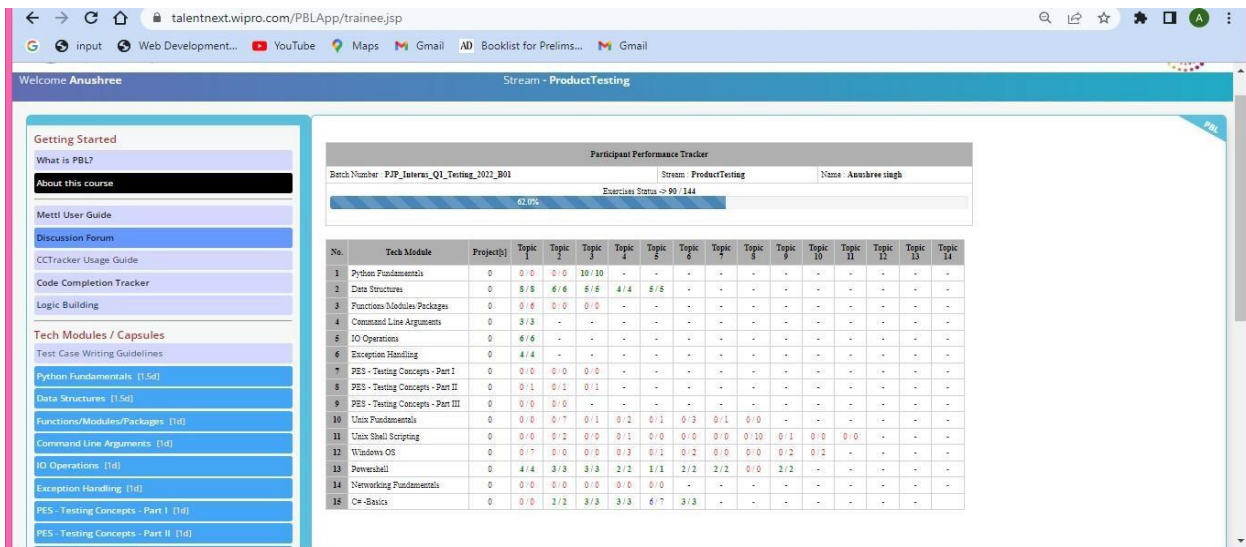 talentnext.wipro.com/PBLApp/trainee.jsp
A
G input Web Development... YouTube Maps M Gmail AD Booklist for Prelims... M Gmail
Welcome Anushree Stream - ProductTesting
PBL
Getting Started
What is PBL?
About this course
Mettl User Guide
Discussion Forum
CCTracker Usage Guide
Code Completion Tracker
Logic Building
Tech Modules / Capsules
Test Case Writing Guidelines
Python Fundamentals [1.5d]
Data Structures [1.5d]
Functions/Modules/Packages [1d]
Command Line Arguments [1d]
IO Operations [1d]
Exception Handling [1d]
PES - Testing Concepts - Part I [1d]
PES - Testing Concepts - Part II [1d]
Participant Performance Tracker
Batch Number : PJP_Interns_Q1_Testing_2022_B01 Stream : ProductTesting Name : Anushree singh
Exercises Status -> 90 / 144
62.0%
No. Tech Module Project[s] Topic 1 Topic 2 Topic 3 Topic 4 Topic 5 Topic 6 Topic 7 Topic 8 Topic 9 Topic 10 Topic 11 Topic 12 Topic 13 Topic 14
1 Python Fundamentals 0 0 / 0 0 / 0 10 / 10 - - - - - - - - - - -
2 Data Structures 0 8 / 8 6 / 6 5 / 5 4 / 4 5 / 5 - - - - - - - - -
3 Functions/Modules/Packages 0 0 / 6 0 / 0 0 / 0 - - - - - - - - - - -
4 Command Line Arguments 0 3 / 3 - - - - - - - - - - - - -
5 IO Operations 0 6 / 6 - - - - - - - - - - - - -
6 Exception Handling 0 4 / 4 - - - - - - - - - - - - -
7 PES - Testing Concepts - Part I 0 0 / 0 0 / 0 0 / 0 - - - - - - - - - - -
8 PES - Testing Concepts - Part II 0 0 / 1 0 / 1 0 / 1 - - - - - - - - - - -
9 PES - Testing Concepts - Part III 0 0 / 0 0 / 0 - - - - - - - - - - - -
10 Unix Fundamentals 0 0 / 0 0 / 7 0 / 1 0 / 2 0 / 1 0 / 3 0 / 1 0 / 0 - - - - - -
11 Unix Shell Scripting 0 0 / 0 0 / 2 0 / 0 0 / 1 0 / 0 0 / 0 0 / 0 0 / 10 0 / 1 0 / 0 0 / 0 - - -
12 Windows OS 0 0 / 7 0 / 0 0 / 0 0 / 3 0 / 1 0 / 2 0 / 0 0 / 0 0 / 2 0 / 2 - - - -
13 Powershell 0 4 / 4 3 / 3 3 / 3 2 / 2 1 / 1 2 / 2 2 / 2 0 / 0 2 / 2 - - - - -
14 Networking Fundamentals 0 0 / 0 0 / 0 0 / 0 0 / 0 0 / 0 - - - - - - - - -
15 C# -Basics 0 0 / 0 2 / 2 3 / 3 3 / 3 6 / 7 3 / 3 - - - - - - - -